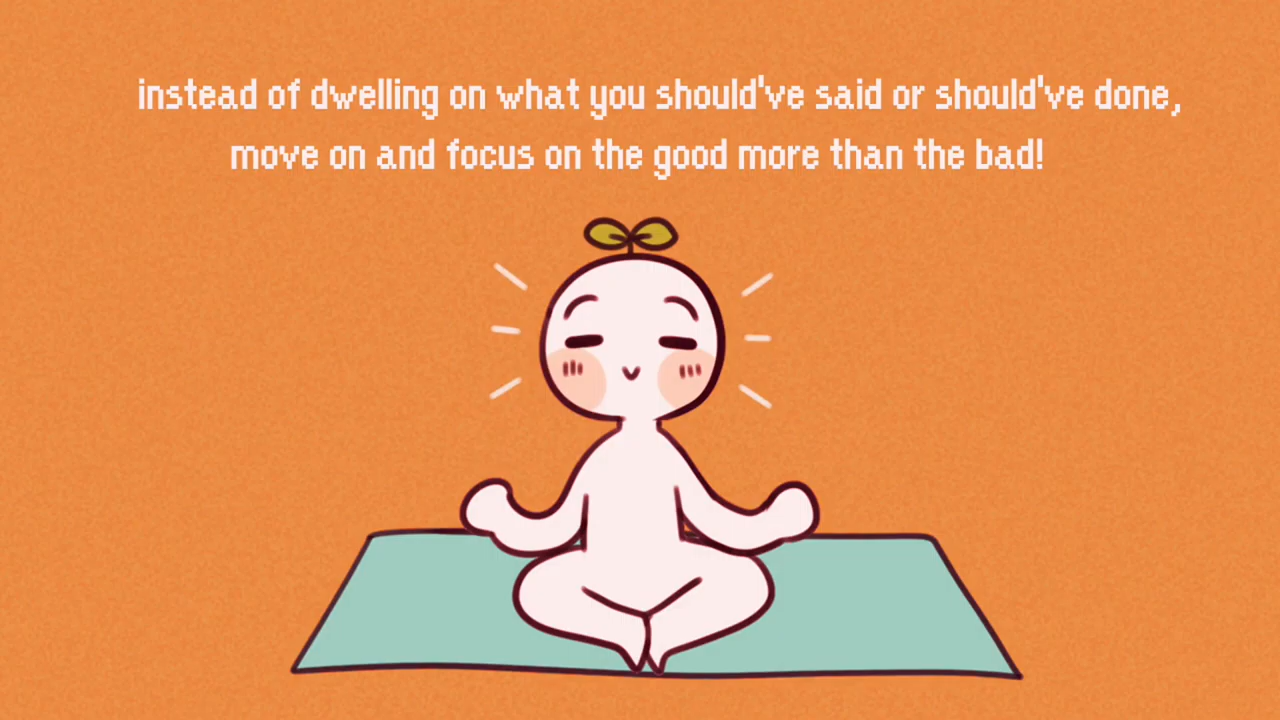 instead of dwelling on what you should've said or should've done,
move on and focus on the good more than the bad!